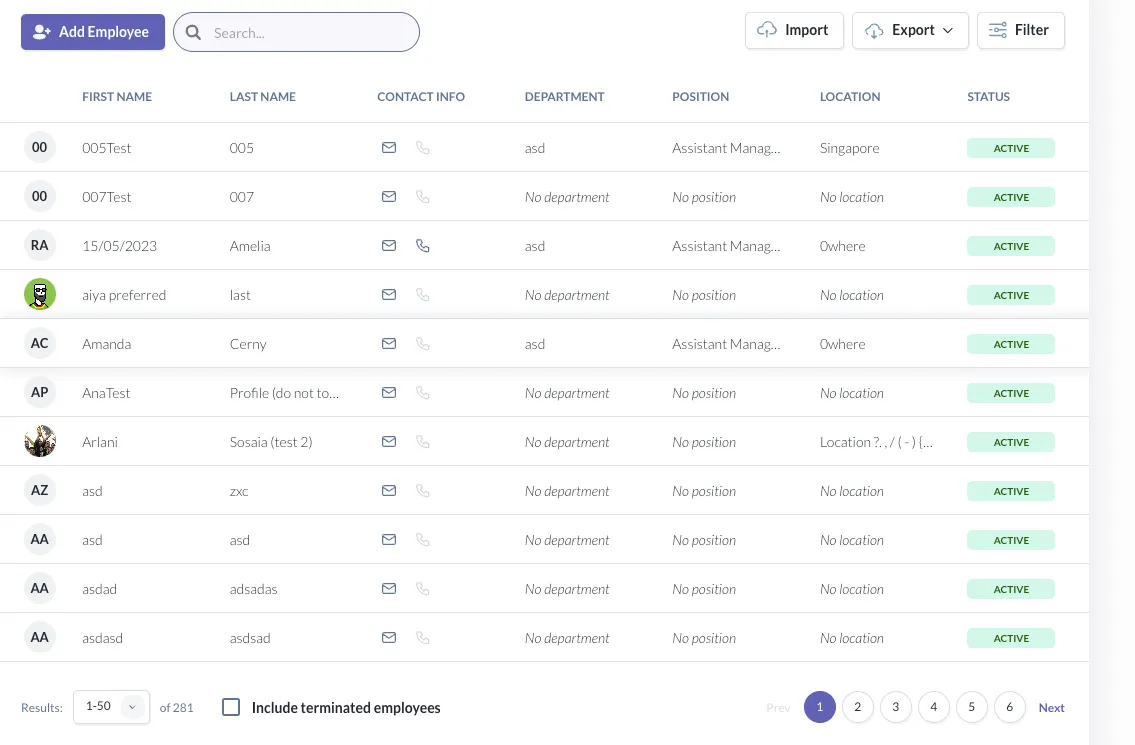 Add Employee Search... Import Export Filter
FIRST NAME LAST NAME CONTACT INFO DEPARTMENT POSITION LOCATION STATUS
00 005Test 005 asd Assistant Manag... Singapore ACTIVE
00 007Test 007 No department No position No location ACTIVE
RA 15/05/2023 Amelia asd Assistant Manag... 0where ACTIVE
aiya preferred last No department No position No location ACTIVE
AC Amanda Cerny asd Assistant Manag... 0where ACTIVE
AP AnaTest Profile (do not to... No department No position No location ACTIVE
Arlani Sosaia (test 2) No department No position Location ?. , / ( - ) {... ACTIVE
AZ asd zxc No department No position No location ACTIVE
AA asd asd No department No position No location ACTIVE
AA asdad adsadas No department No position No location ACTIVE
AA asdasd asdsad No department No position No location ACTIVE
Results: 1-50 of 281 Include terminated employees Prev 1 2 3 4 5 6 Next